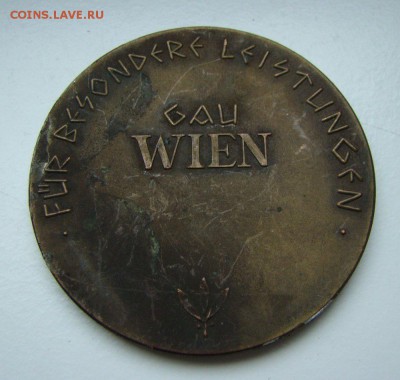 COINS.LAVE.RU
· FÜR BESONDERE LEISTUNGEN ·
GAU
WIEN